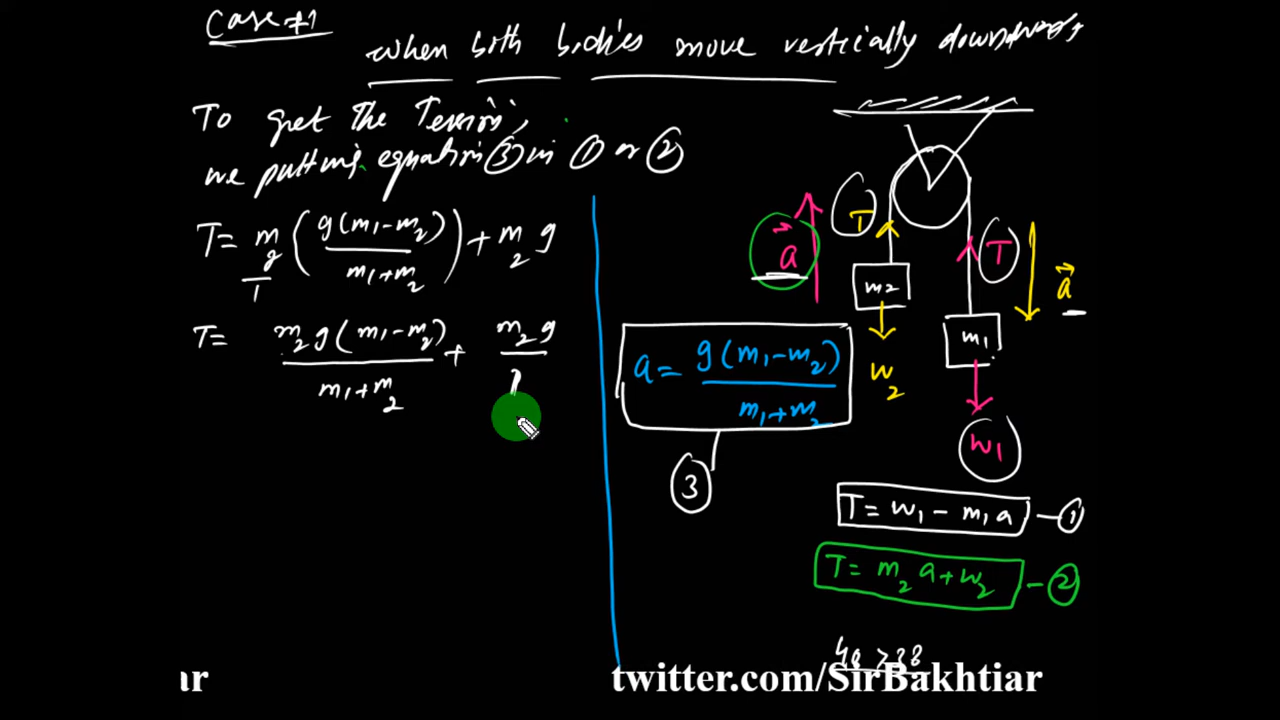 Case #1
when both bodies move vertically downwards
To get the Tension,
we putting equation ③ in ① or ②
T = m₂/1 ( g(m₁-m₂) / m₁+m₂ ) + m₂ g
T = m₂ g(m₁-m₂) / m₁+m₂ + m₂ g / 1
a = g(m₁-m₂) / m₁+m₂
③
a⃗
T
T
a⃗
m2
m₁
w₂
w₁
T = w₁ - m₁ a — ①
T = m₂ a + w₂ — ②
twitter.com/SirBakhtiar